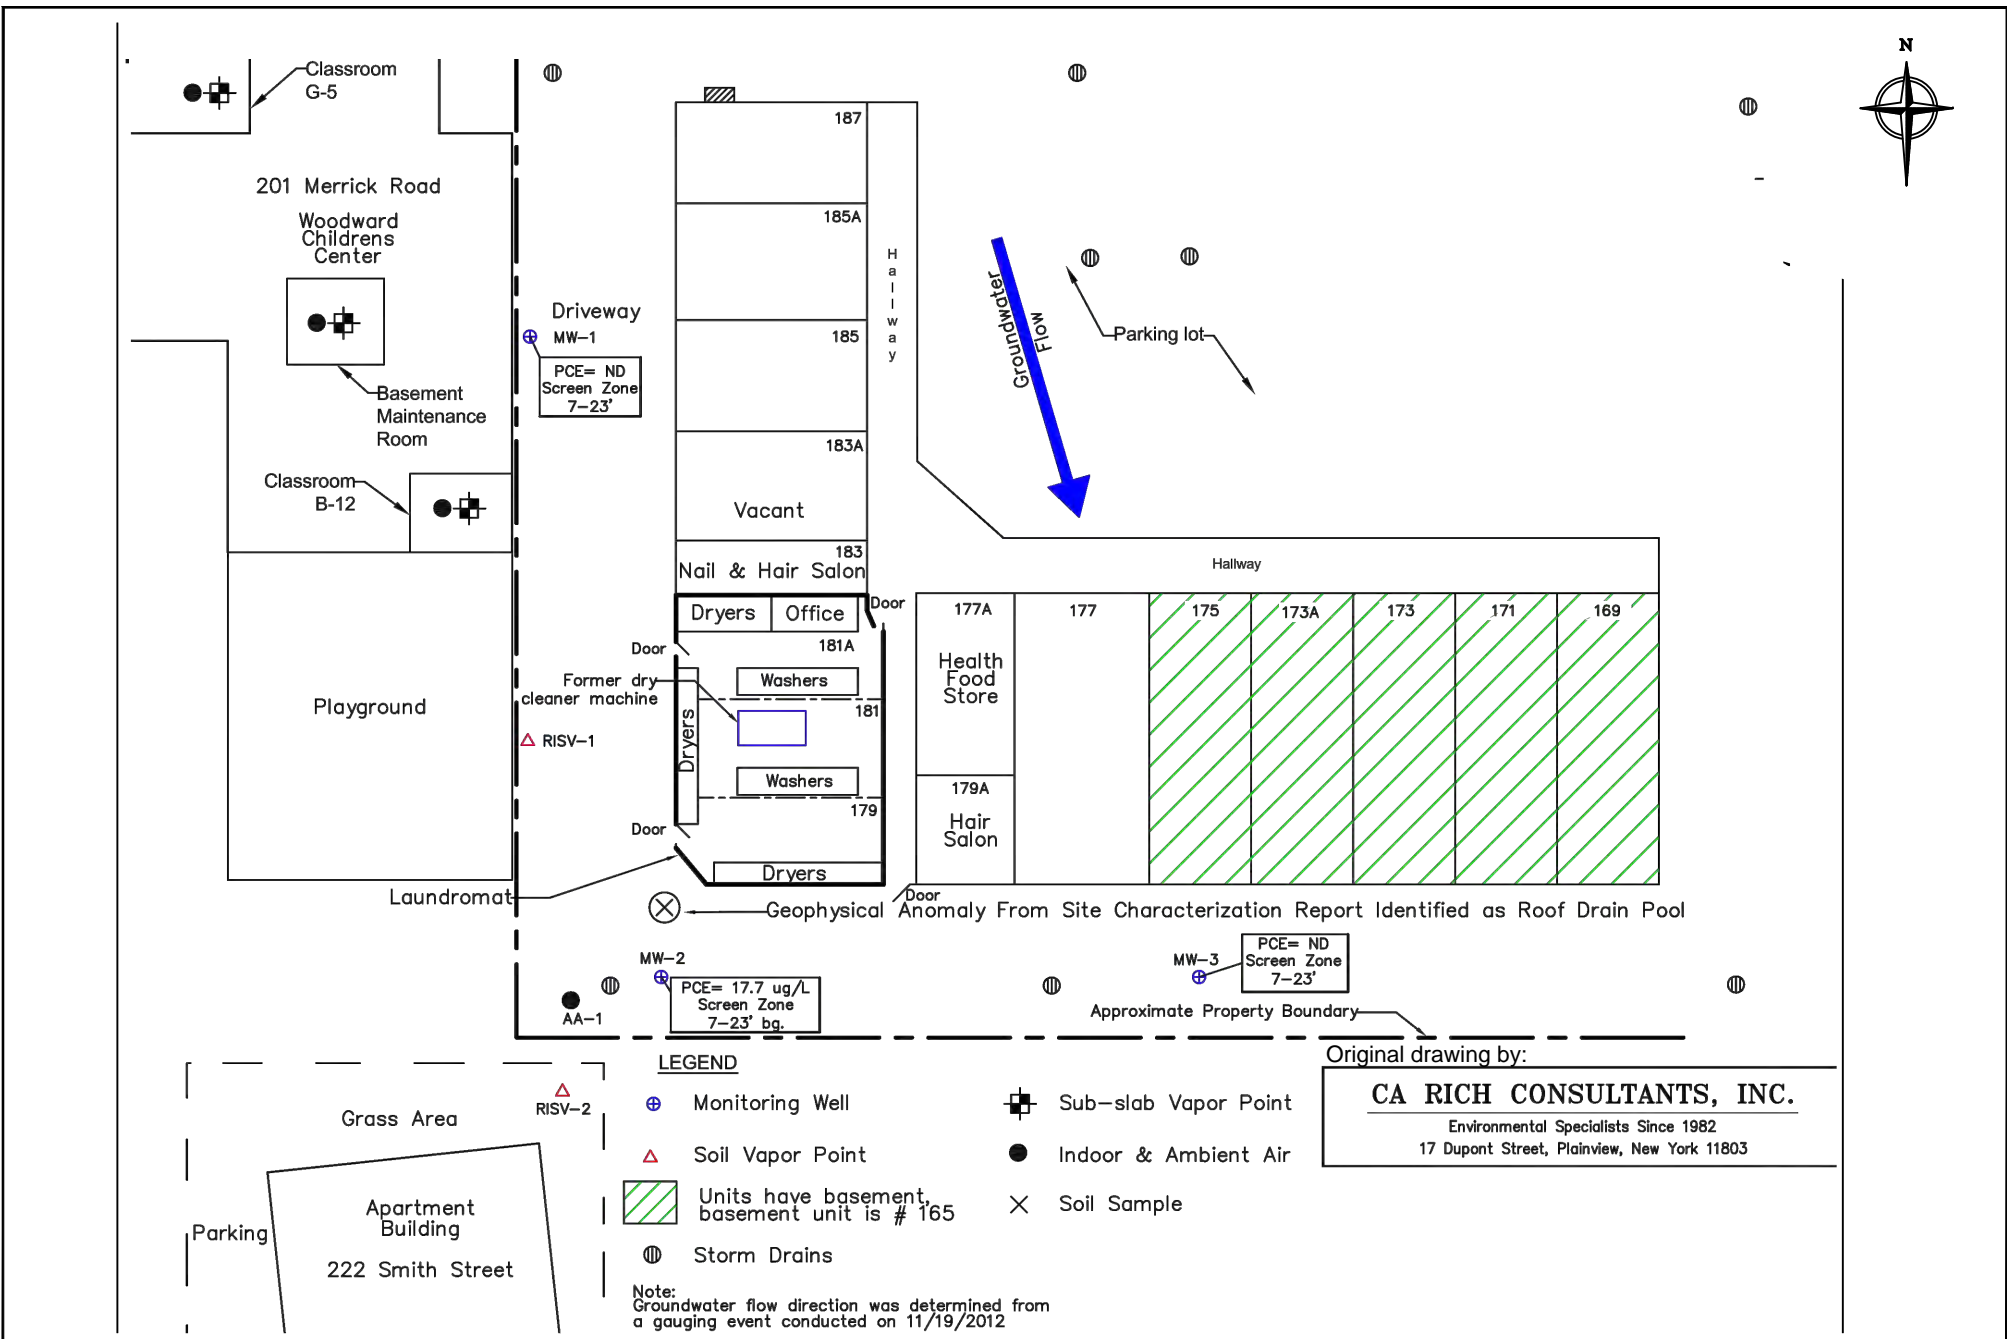 N
Classroom
G-5
187
201 Merrick Road
Woodward
Childrens
Center
185A
Hallway
Groundwater
Flow
Driveway
MW-1
PCE= ND
Screen Zone
7-23'
185
Parking lot
Basement
Maintenance
Room
183A
Classroom
B-12
Vacant
183
Nail & Hair Salon
Hallway
Dryers
Office
Door
177A
177
175
173A
173
171
169
Door
181A
Health
Food
Store
Former dry
cleaner machine
Washers
Playground
181
RISV-1
Dryers
Washers
179A
179
Hair
Salon
Door
Dryers
Laundromat
Door
Geophysical Anomaly From Site Characterization Report Identified as Roof Drain Pool
MW-2
PCE= 17.7 ug/L
Screen Zone
7-23' bg.
MW-3
PCE= ND
Screen Zone
7-23'
AA-1
Approximate Property Boundary
Original drawing by:
CA RICH CONSULTANTS, INC.
Environmental Specialists Since 1982
17 Dupont Street, Plainview, New York 11803
LEGEND
Monitoring Well
Sub-slab Vapor Point
Soil Vapor Point
Indoor & Ambient Air
Units have basement,
basement unit is # 165
Soil Sample
Storm Drains
Note:
Groundwater flow direction was determined from
a gauging event conducted on 11/19/2012
RISV-2
Grass Area
Apartment
Building
Parking
222 Smith Street